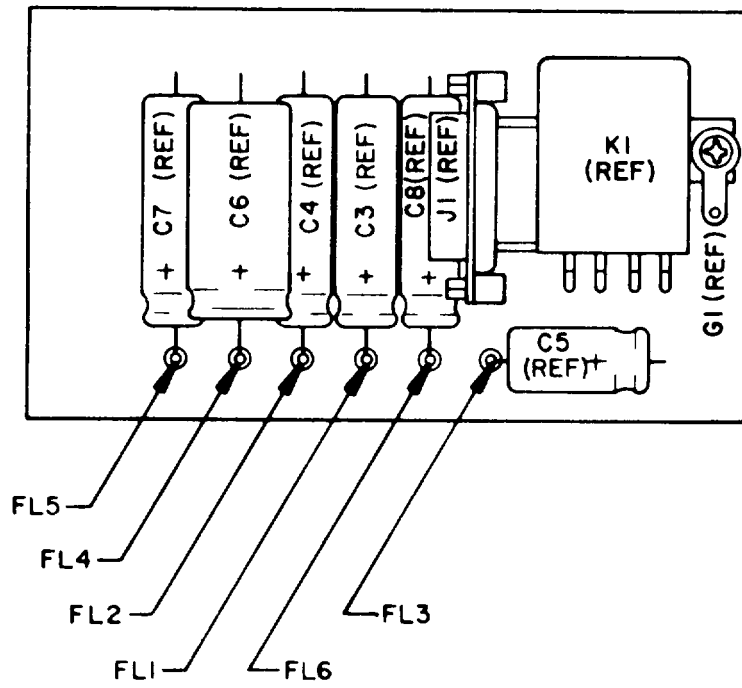 C7 (REF)
+
C6 (REF)
+
C4 (REF)
+
C3 (REF)
+
C8(REF)
+
J1 (REF)
K1
(REF)
G1 (REF)
C5
(REF)+
FL5
FL4
FL2
FL3
FL1
FL6